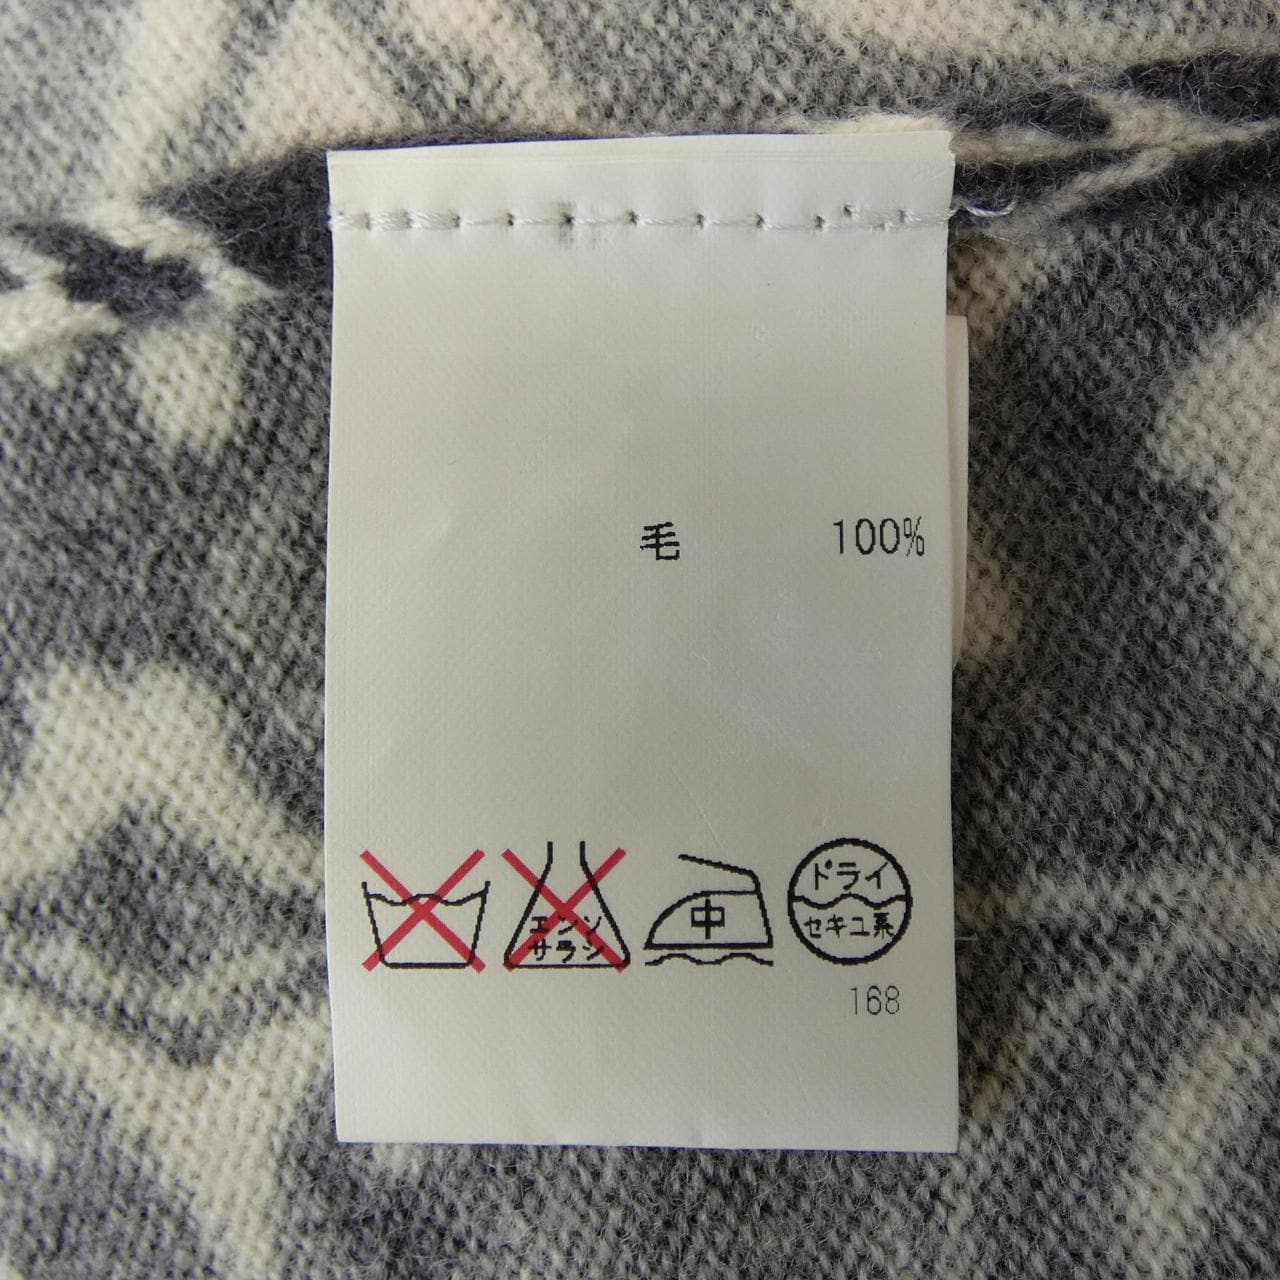 毛 100%
エンソ
サラシ
中
ドライ
セキユ系
168